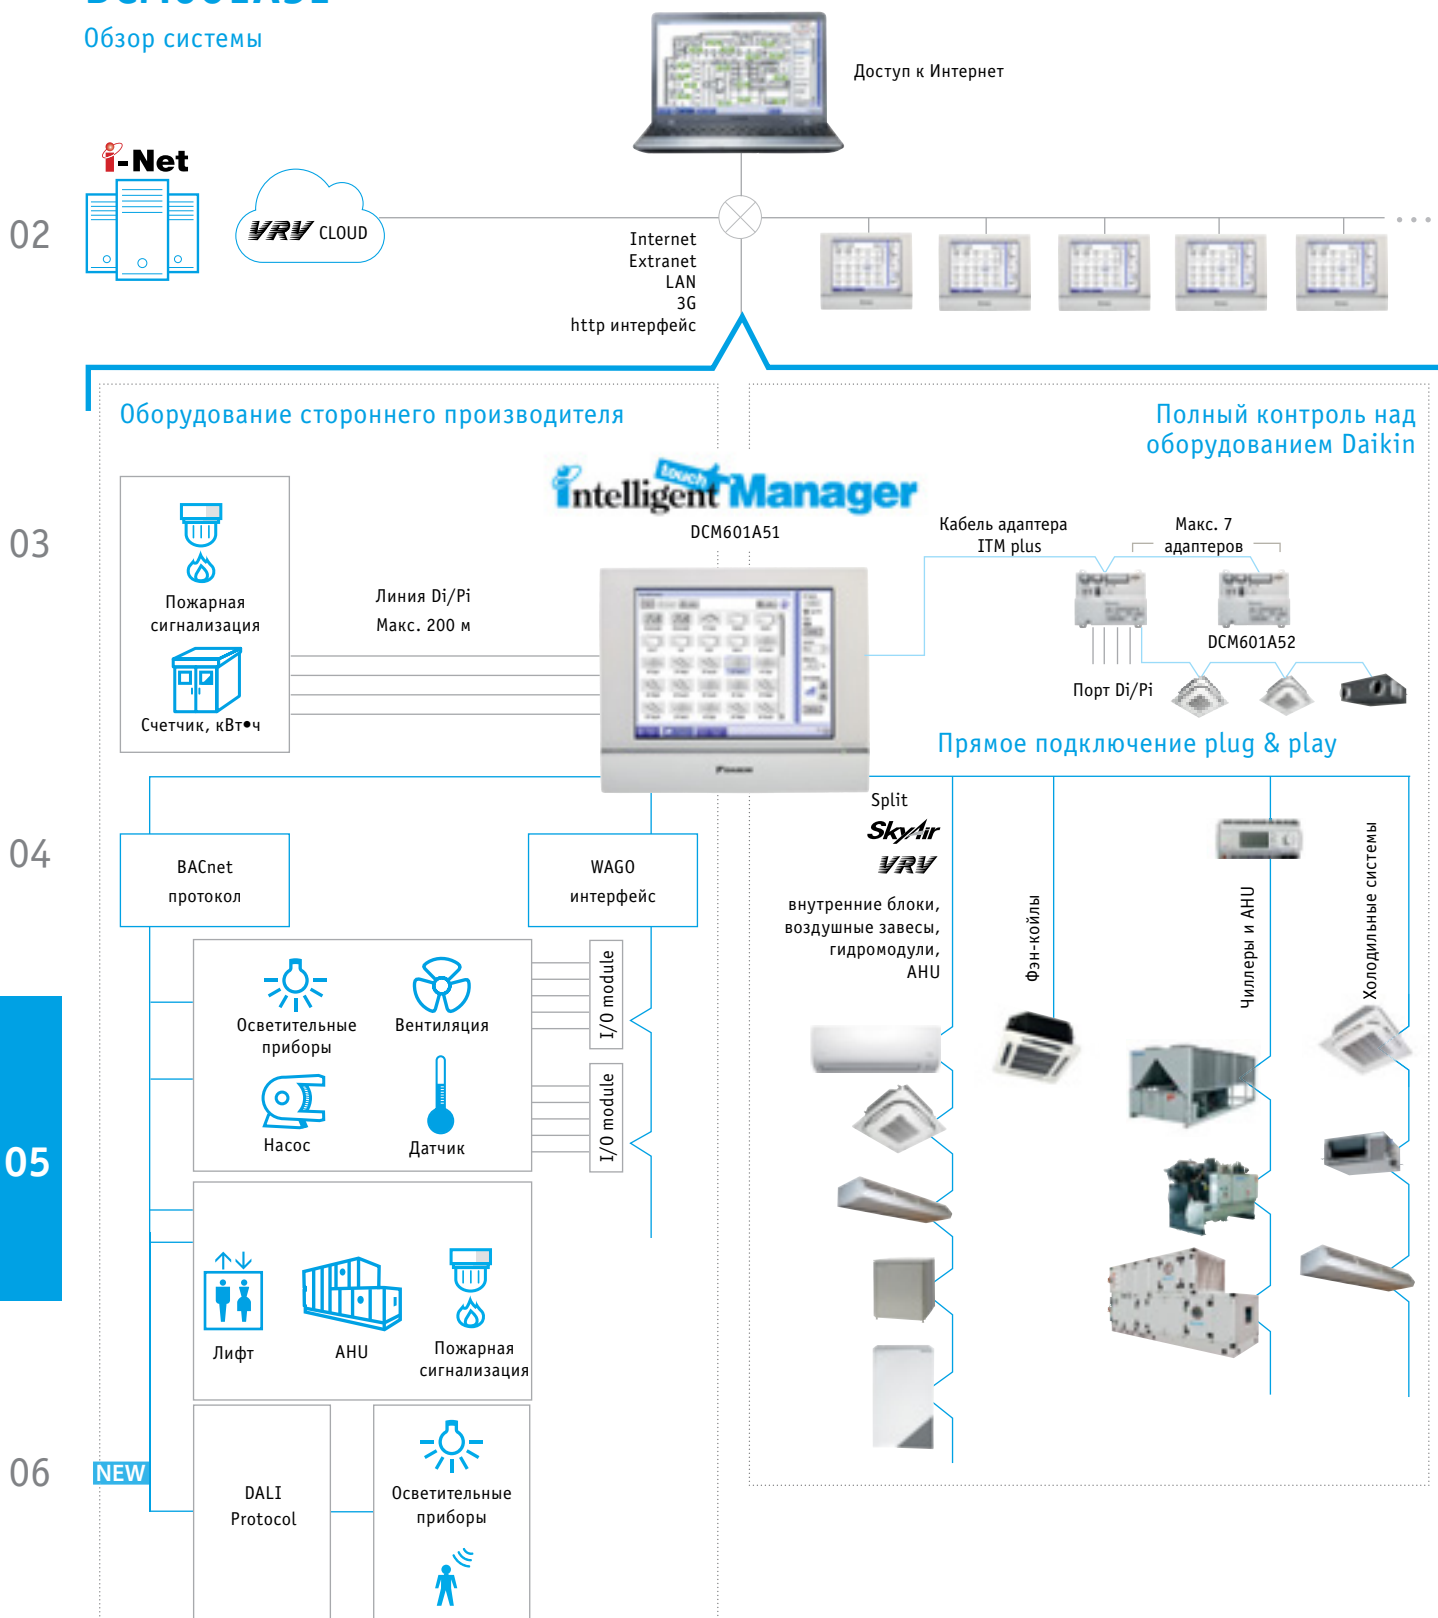 DCM601A51
Обзор системы
Доступ к Интернет
i-Net
VRV CLOUD
02
Internet
Extranet
LAN
3G
http интерфейс
Оборудование стороннего производителя
Полный контроль над
оборудованием Daikin
intelligent touch Manager
DCM601A51
03
Пожарная
сигнализация
Счетчик, кВт•ч
Линия Di/Pi
Макс. 200 м
Кабель адаптера
ITM plus
Макс. 7
адаптеров
DCM601A52
Порт Di/Pi
DAIKIN
Прямое подключение plug & play
04
BACnet
протокол
WAGO
интерфейс
Split
SkyAir
VRV
внутренние блоки,
воздушные завесы,
гидромодули,
AHU
фэн-койлы
Чиллеры и AHU
Холодильные системы
Осветительные
приборы
Вентиляция
I/O module
Насос
Датчик
I/O module
05
Лифт
AHU
Пожарная
сигнализация
06
NEW
DALI
Protocol
Осветительные
приборы